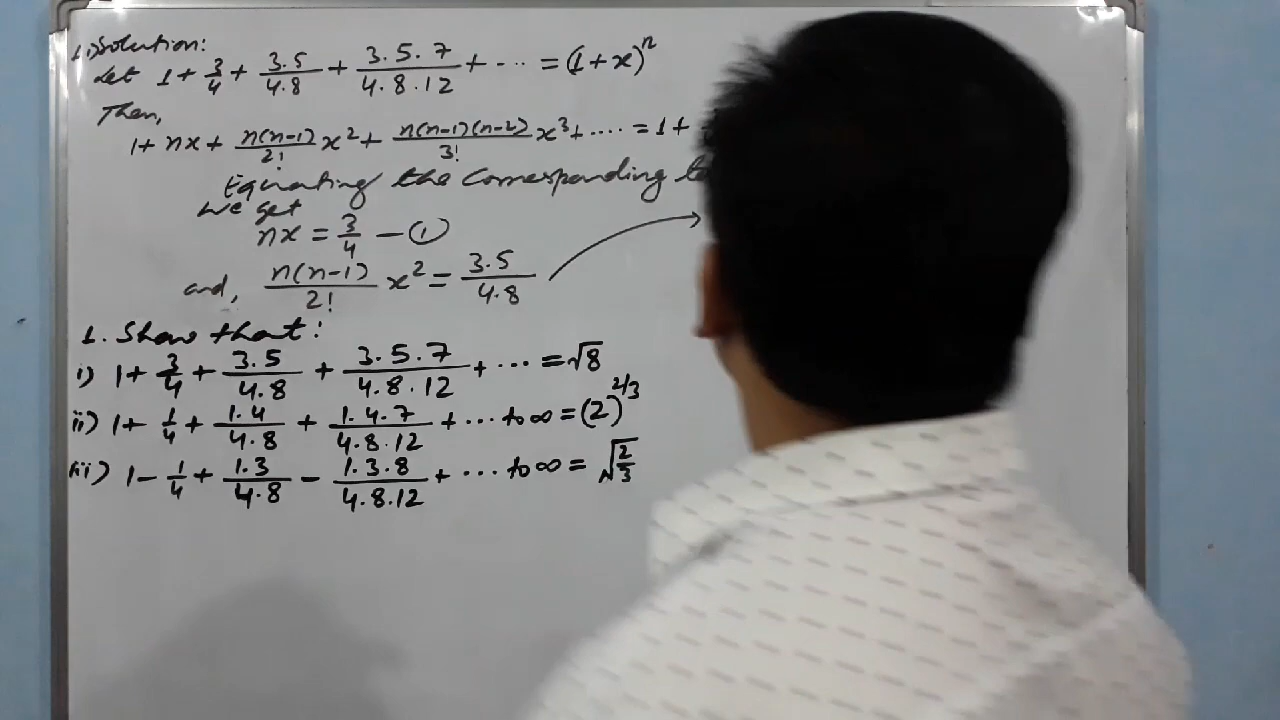 1.i) Solution:
Let 1 + 3/4 + 3.5/4.8 + 3.5.7/4.8.12 + ... = (1+x)^n
Then,
1 + nx + n(n-1)/2! x^2 + n(n-1)(n-2)/3! x^3 + .... = 1 +
Equating the corresponding
we get
nx = 3/4 — ①
and, n(n-1)/2! x^2 = 3.5/4.8
1. Show that:
i) 1 + 3/4 + 3.5/4.8 + 3.5.7/4.8.12 + ... = √8
ii) 1 + 1/4 + 1.4/4.8 + 1.4.7/4.8.12 + ... to ∞ = (2)^2/3
iii) 1 - 1/4 + 1.3/4.8 - 1.3.8/4.8.12 + ... to ∞ = √2/3